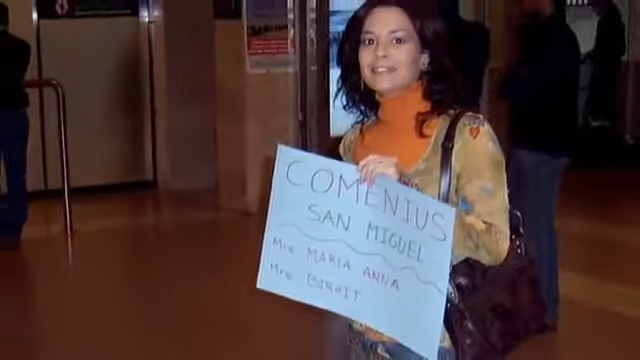 COMENIUS
SAN MIGUEL
Mrs MARIA ANNA
Mrs BIRGIT